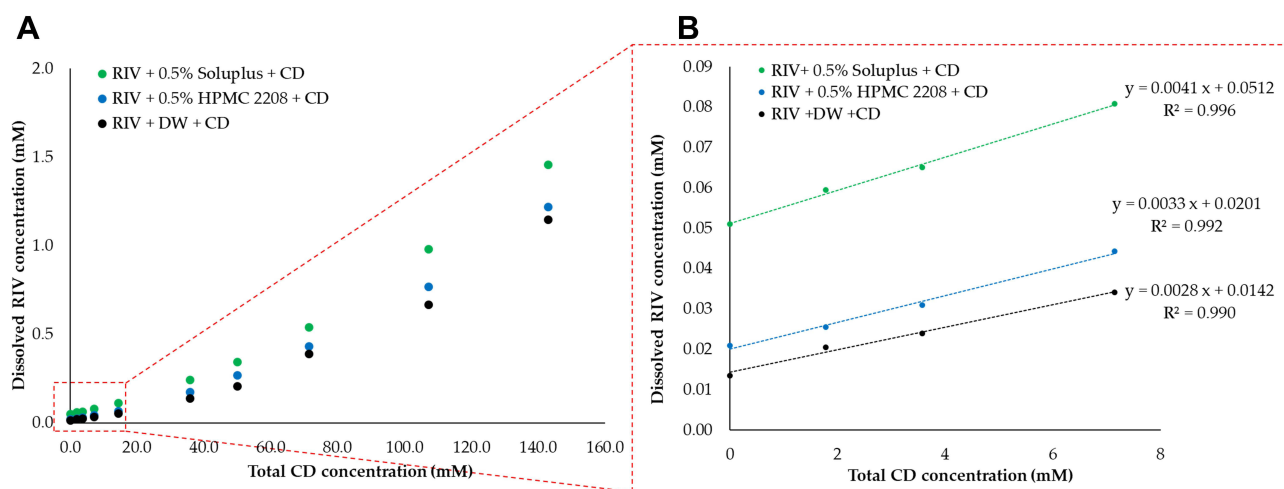 A
Dissolved RIV concentration (mM)
2.0
1.5
1.0
0.5
0.0
RIV + 0.5% Soluplus + CD
RIV + 0.5% HPMC 2208 + CD
RIV + DW + CD
0.0 20.0 40.0 60.0 80.0 100.0 120.0 140.0 160.0
Total CD concentration (mM)
B
Dissolved RIV concentration (mM)
0.09
0.08
0.07
0.06
0.05
0.04
0.03
0.02
0.01
0.00
RIV+ 0.5% Soluplus + CD
RIV + 0.5% HPMC 2208 + CD
RIV +DW +CD
y = 0.0041 x + 0.0512
R² = 0.996
y = 0.0033 x + 0.0201
R² = 0.992
y = 0.0028 x + 0.0142
R² = 0.990
0 2 4 6 8
Total CD concentration (mM)